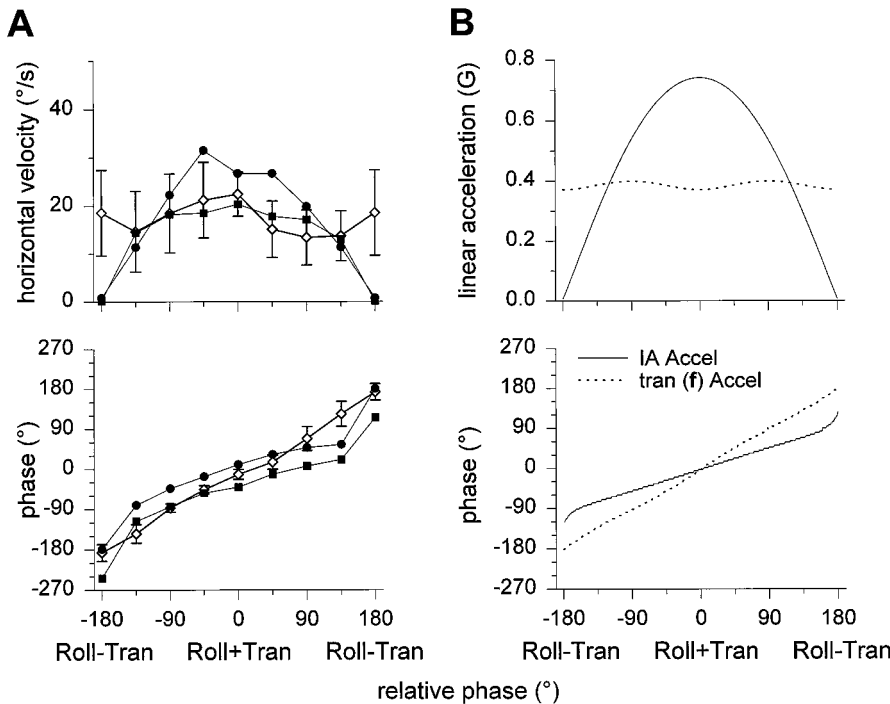 A
B
horizontal velocity (°/s)
40
20
0
linear acceleration (G)
0.8
0.6
0.4
0.2
0.0
phase (°)
270
180
90
0
-90
-180
-270
-180 -90 0 90 180
Roll-Tran Roll+Tran Roll-Tran
phase (°)
270
180
90
0
-90
-180
-270
IA Accel
tran (f) Accel
-180 -90 0 90 180
Roll-Tran Roll+Tran Roll-Tran
relative phase (°)